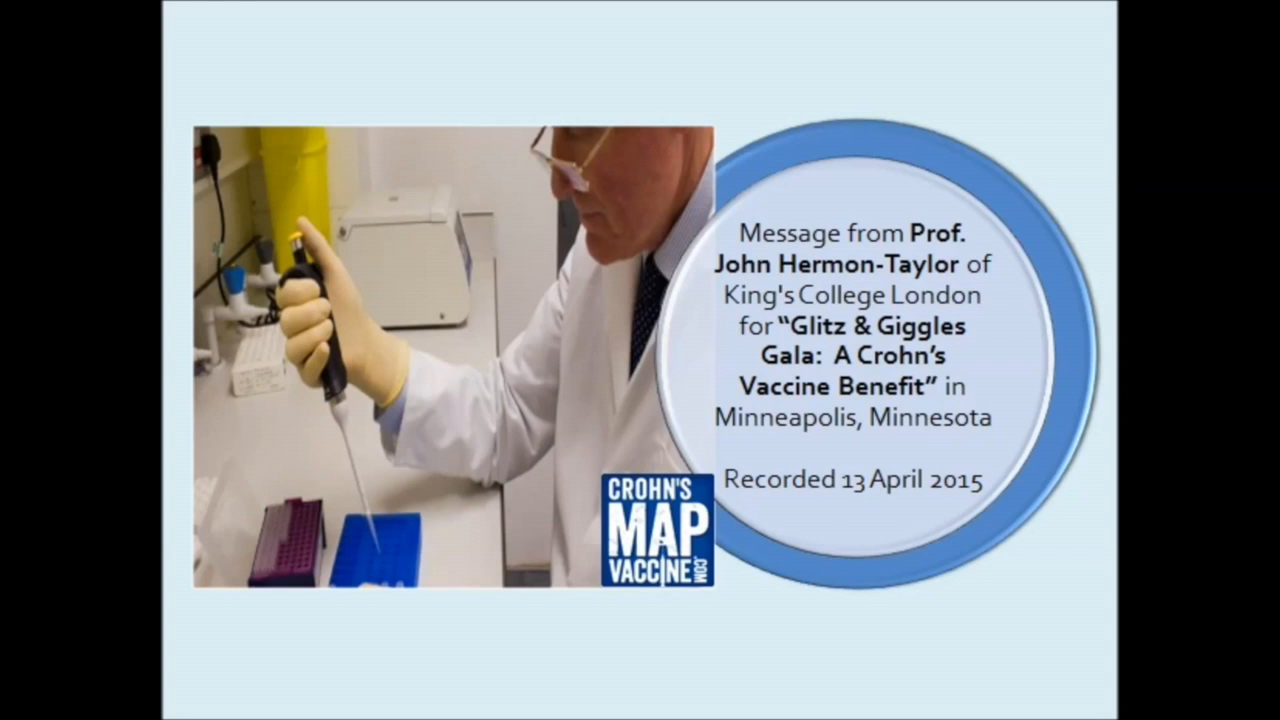 Message from Prof.
John Hermon-Taylor of
King's College London
for “Glitz & Giggles
Gala: A Crohn’s
Vaccine Benefit” in
Minneapolis, Minnesota
Recorded 13 April 2015
CROHN'S
MAP
VACCINE
.COM